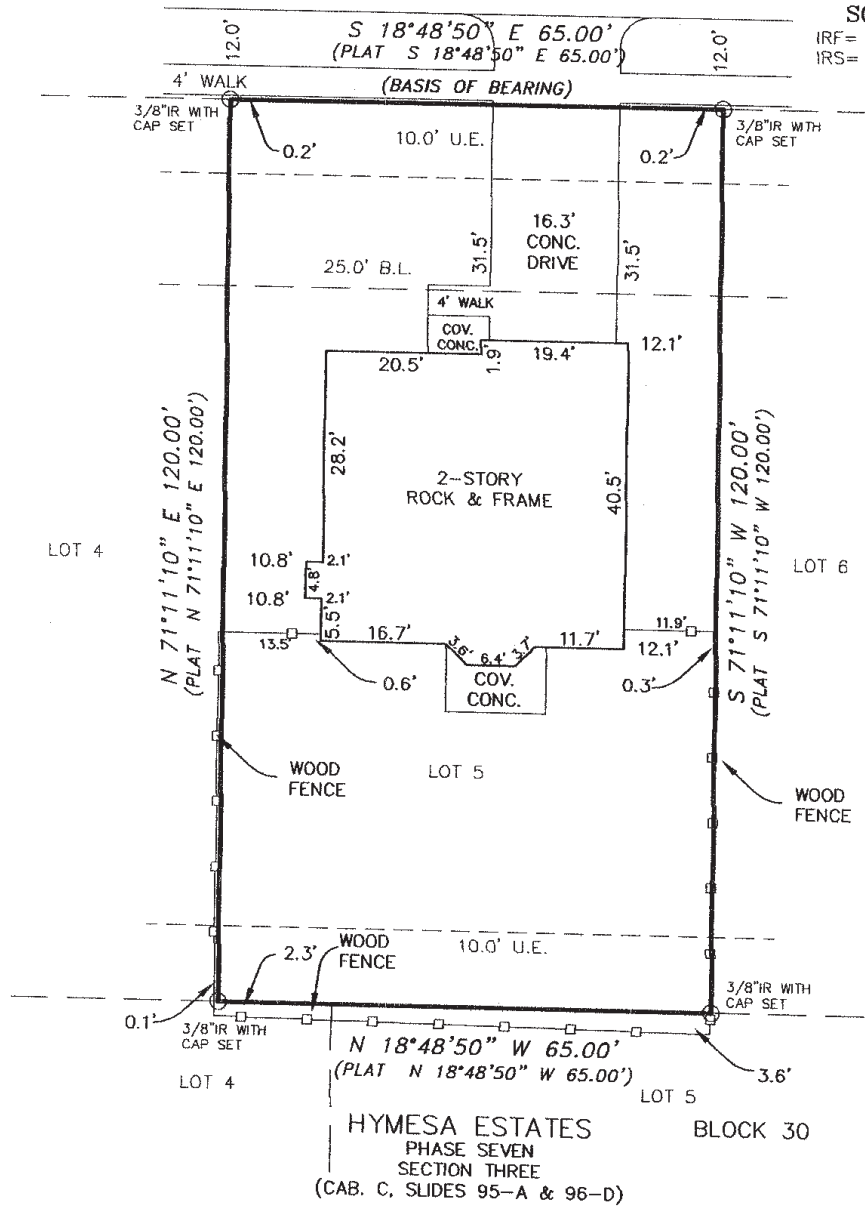 SC
IRF=
IRS=
12.0'
S 18°48'50" E 65.00'
(PLAT S 18°48'50" E 65.00')
12.0'
4' WALK
(BASIS OF BEARING)
3/8"IR WITH
CAP SET
3/8"IR WITH
CAP SET
0.2'
10.0' U.E.
0.2'
16.3'
CONC.
DRIVE
31.5'
31.5'
25.0' B.L.
4' WALK
COV.
CONC.
20.5'
1.9'
19.4'
12.1'
N 71°11'10" E 120.00'
(PLAT N 71°11'10" E 120.00')
28.2'
2-STORY
ROCK & FRAME
40.5'
S 71°11'10" W 120.00'
(PLAT S 71°11'10" W 120.00')
LOT 4
LOT 6
10.8'
2.1'
4.8'
10.8'
2.1'
5.5'
13.5'
16.7'
3.6'
6.4'
3.7'
11.7'
11.9'
12.1'
0.6'
COV.
CONC.
0.3'
WOOD
FENCE
LOT 5
WOOD
FENCE
2.3'
WOOD
FENCE
10.0' U.E.
3/8"IR WITH
CAP SET
0.1'
3/8"IR WITH
CAP SET
N 18°48'50" W 65.00'
(PLAT N 18°48'50" W 65.00')
3.6'
LOT 4
LOT 5
HYMESA ESTATES
BLOCK 30
PHASE SEVEN
SECTION THREE
(CAB. C, SLIDES 95-A & 96-D)